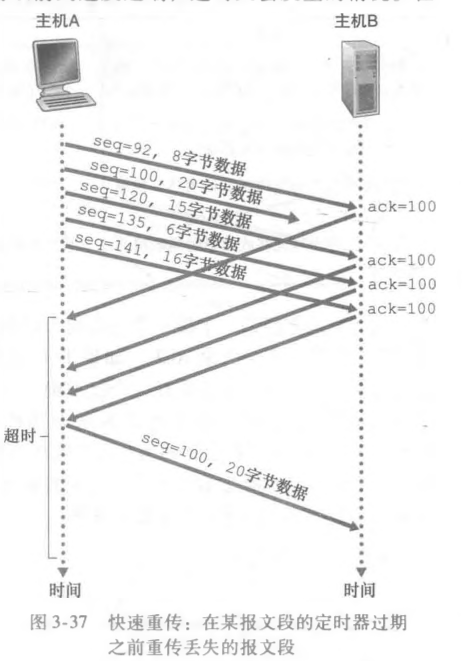 主机A
主机B
seq=92, 8字节数据
seq=100, 20字节数据
seq=120, 15字节数据
seq=135, 6字节数据
seq=141, 16字节数据
ack=100
ack=100
ack=100
ack=100
超时
seq=100, 20字节数据
时间
时间
图 3-37 快速重传：在某报文段的定时器过期
之前重传丢失的报文段